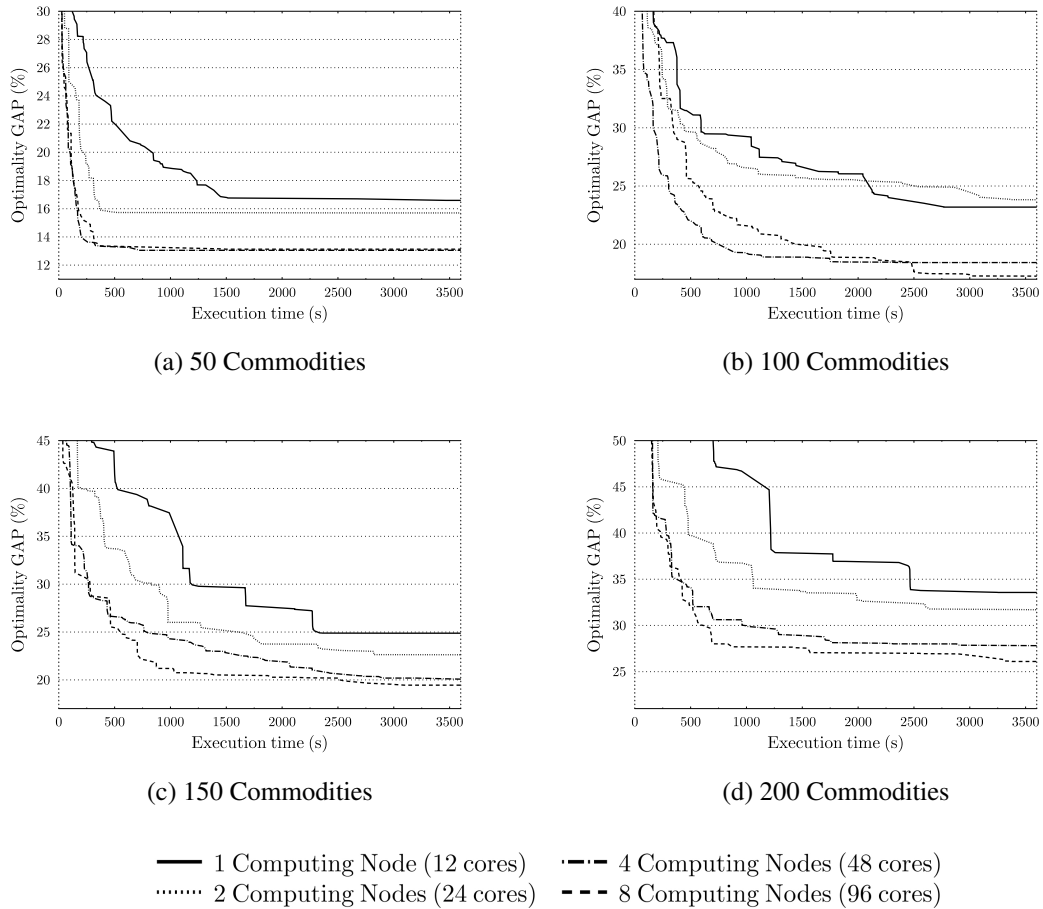 30
28
26
24
22
20
18
16
14
12
Optimality GAP (%)
0 500 1000 1500 2000 2500 3000 3500
Execution time (s)
(a) 50 Commodities
40
35
30
25
20
Optimality GAP (%)
0 500 1000 1500 2000 2500 3000 3500
Execution time (s)
(b) 100 Commodities
45
40
35
30
25
20
Optimality GAP (%)
0 500 1000 1500 2000 2500 3000 3500
Execution time (s)
(c) 150 Commodities
50
45
40
35
30
25
Optimality GAP (%)
0 500 1000 1500 2000 2500 3000 3500
Execution time (s)
(d) 200 Commodities
1 Computing Node (12 cores)
2 Computing Nodes (24 cores)
4 Computing Nodes (48 cores)
8 Computing Nodes (96 cores)